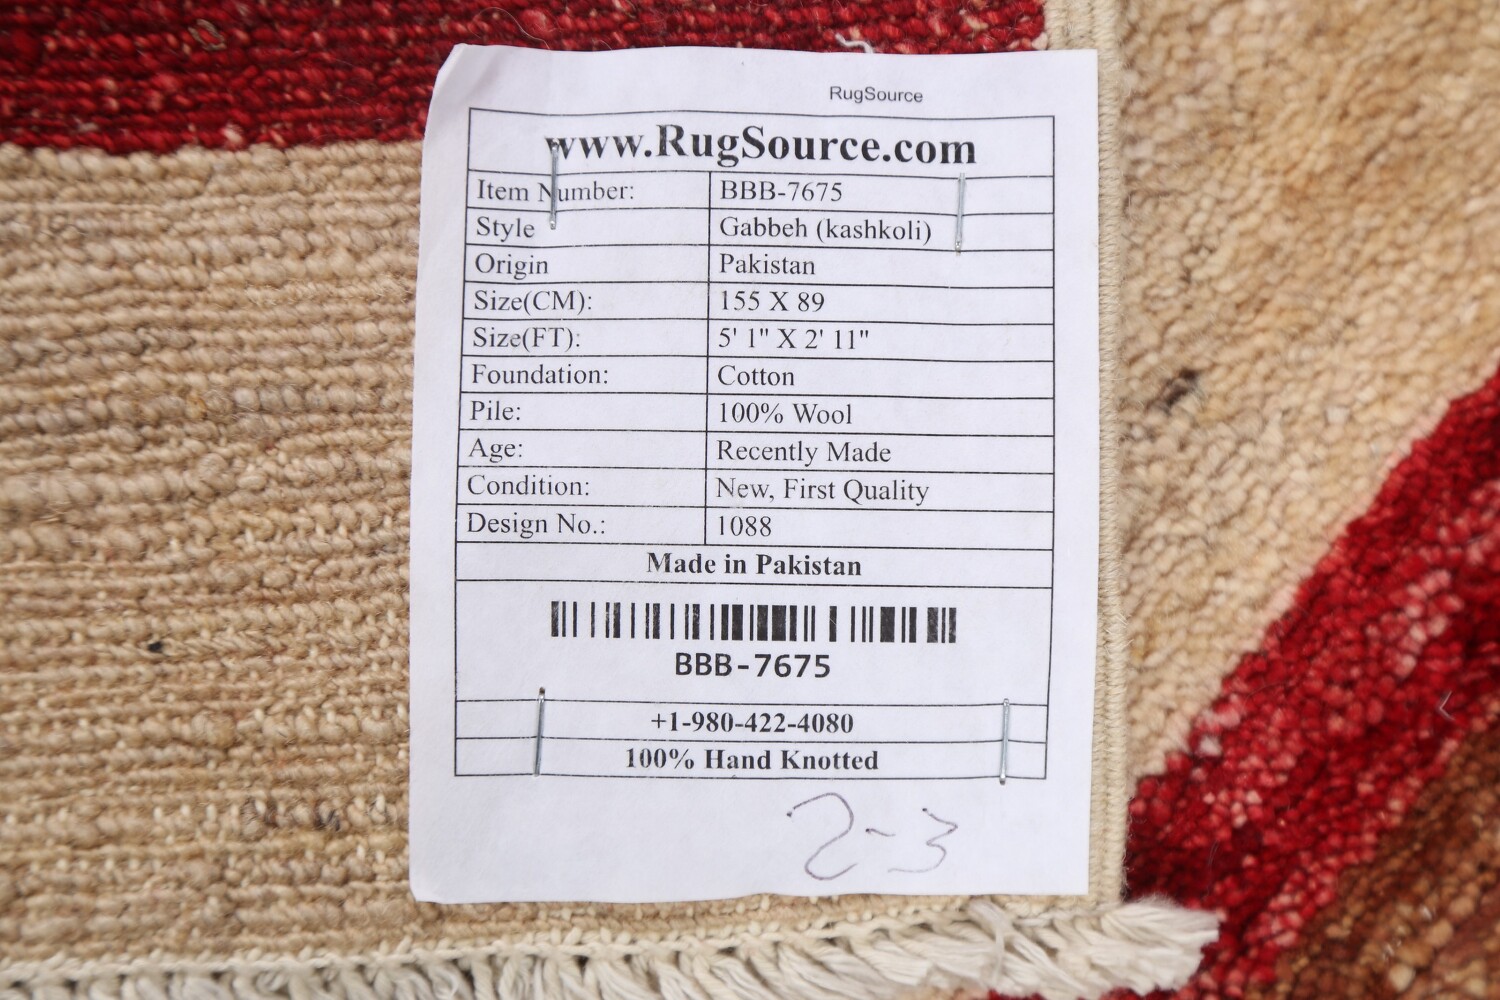 RugSource
www.RugSource.com
Item Number: BBB-7675
Style Gabbeh (kashkoli)
Origin Pakistan
Size(CM): 155 X 89
Size(FT): 5' 1" X 2' 11"
Foundation: Cotton
Pile: 100% Wool
Age: Recently Made
Condition: New, First Quality
Design No.: 1088
Made in Pakistan
BBB-7675
+1-980-422-4080
100% Hand Knotted
2-3